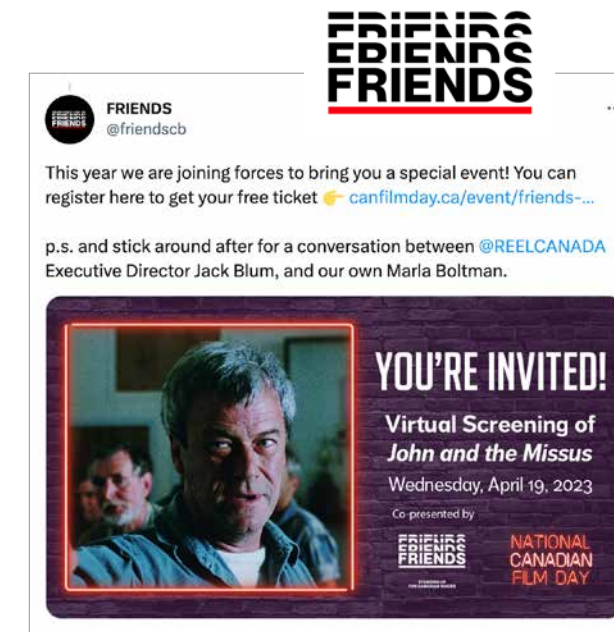 FRIENDS
FRIENDS
FRIENDS
FRIENDS
@friendscb
This year we are joining forces to bring you a special event! You can
register here to get your free ticket 👉 canfilmday.ca/event/friends-...
p.s. and stick around after for a conversation between @REELCANADA
Executive Director Jack Blum, and our own Marla Boltman.
YOU'RE INVITED!
Virtual Screening of
John and the Missus
Wednesday, April 19, 2023
Co-presented by
FRIENDS
FRIENDS
FRIENDS
NATIONAL
CANADIAN
FILM DAY